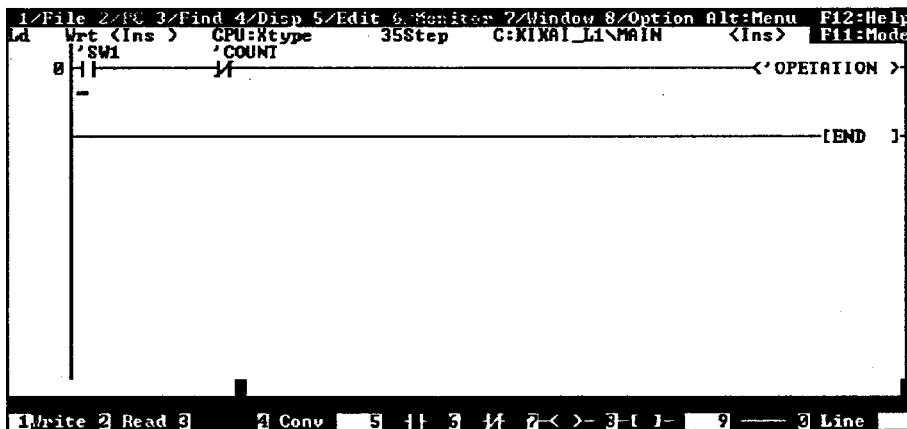 1/File 2/PC 3/Find 4/Disp 5/Edit 6/Monitor 7/Window 8/Option Alt:Menu F12:Help
Ld Wrt <Ins > CPU:Xtype 35Step C:XIXAI_L1\MAIN <Ins> F11:Mode
'SW1 'COUNT
0 <'OPETATION >
[END ]
1Write 2 Read 3 4 Conv 5 ┤├ 6 ┤/├ 7-< >- 8-[ ]- 9 ── 0 Line